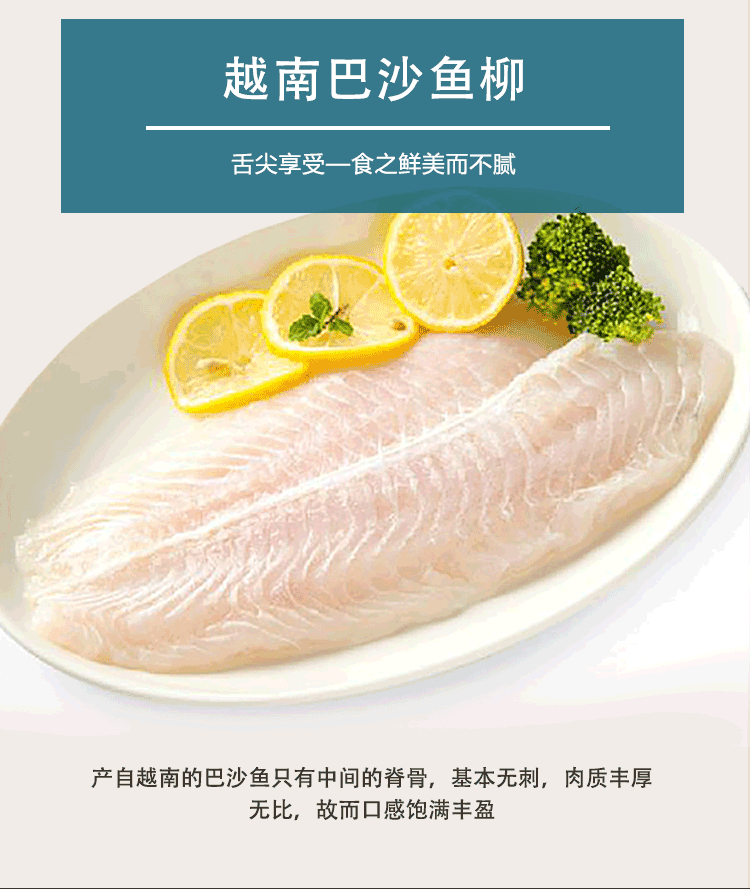 越南巴沙鱼柳
舌尖享受—食之鲜美而不腻
产自越南的巴沙鱼只有中间的脊骨，基本无刺，肉质丰厚
无比，故而口感饱满丰盈